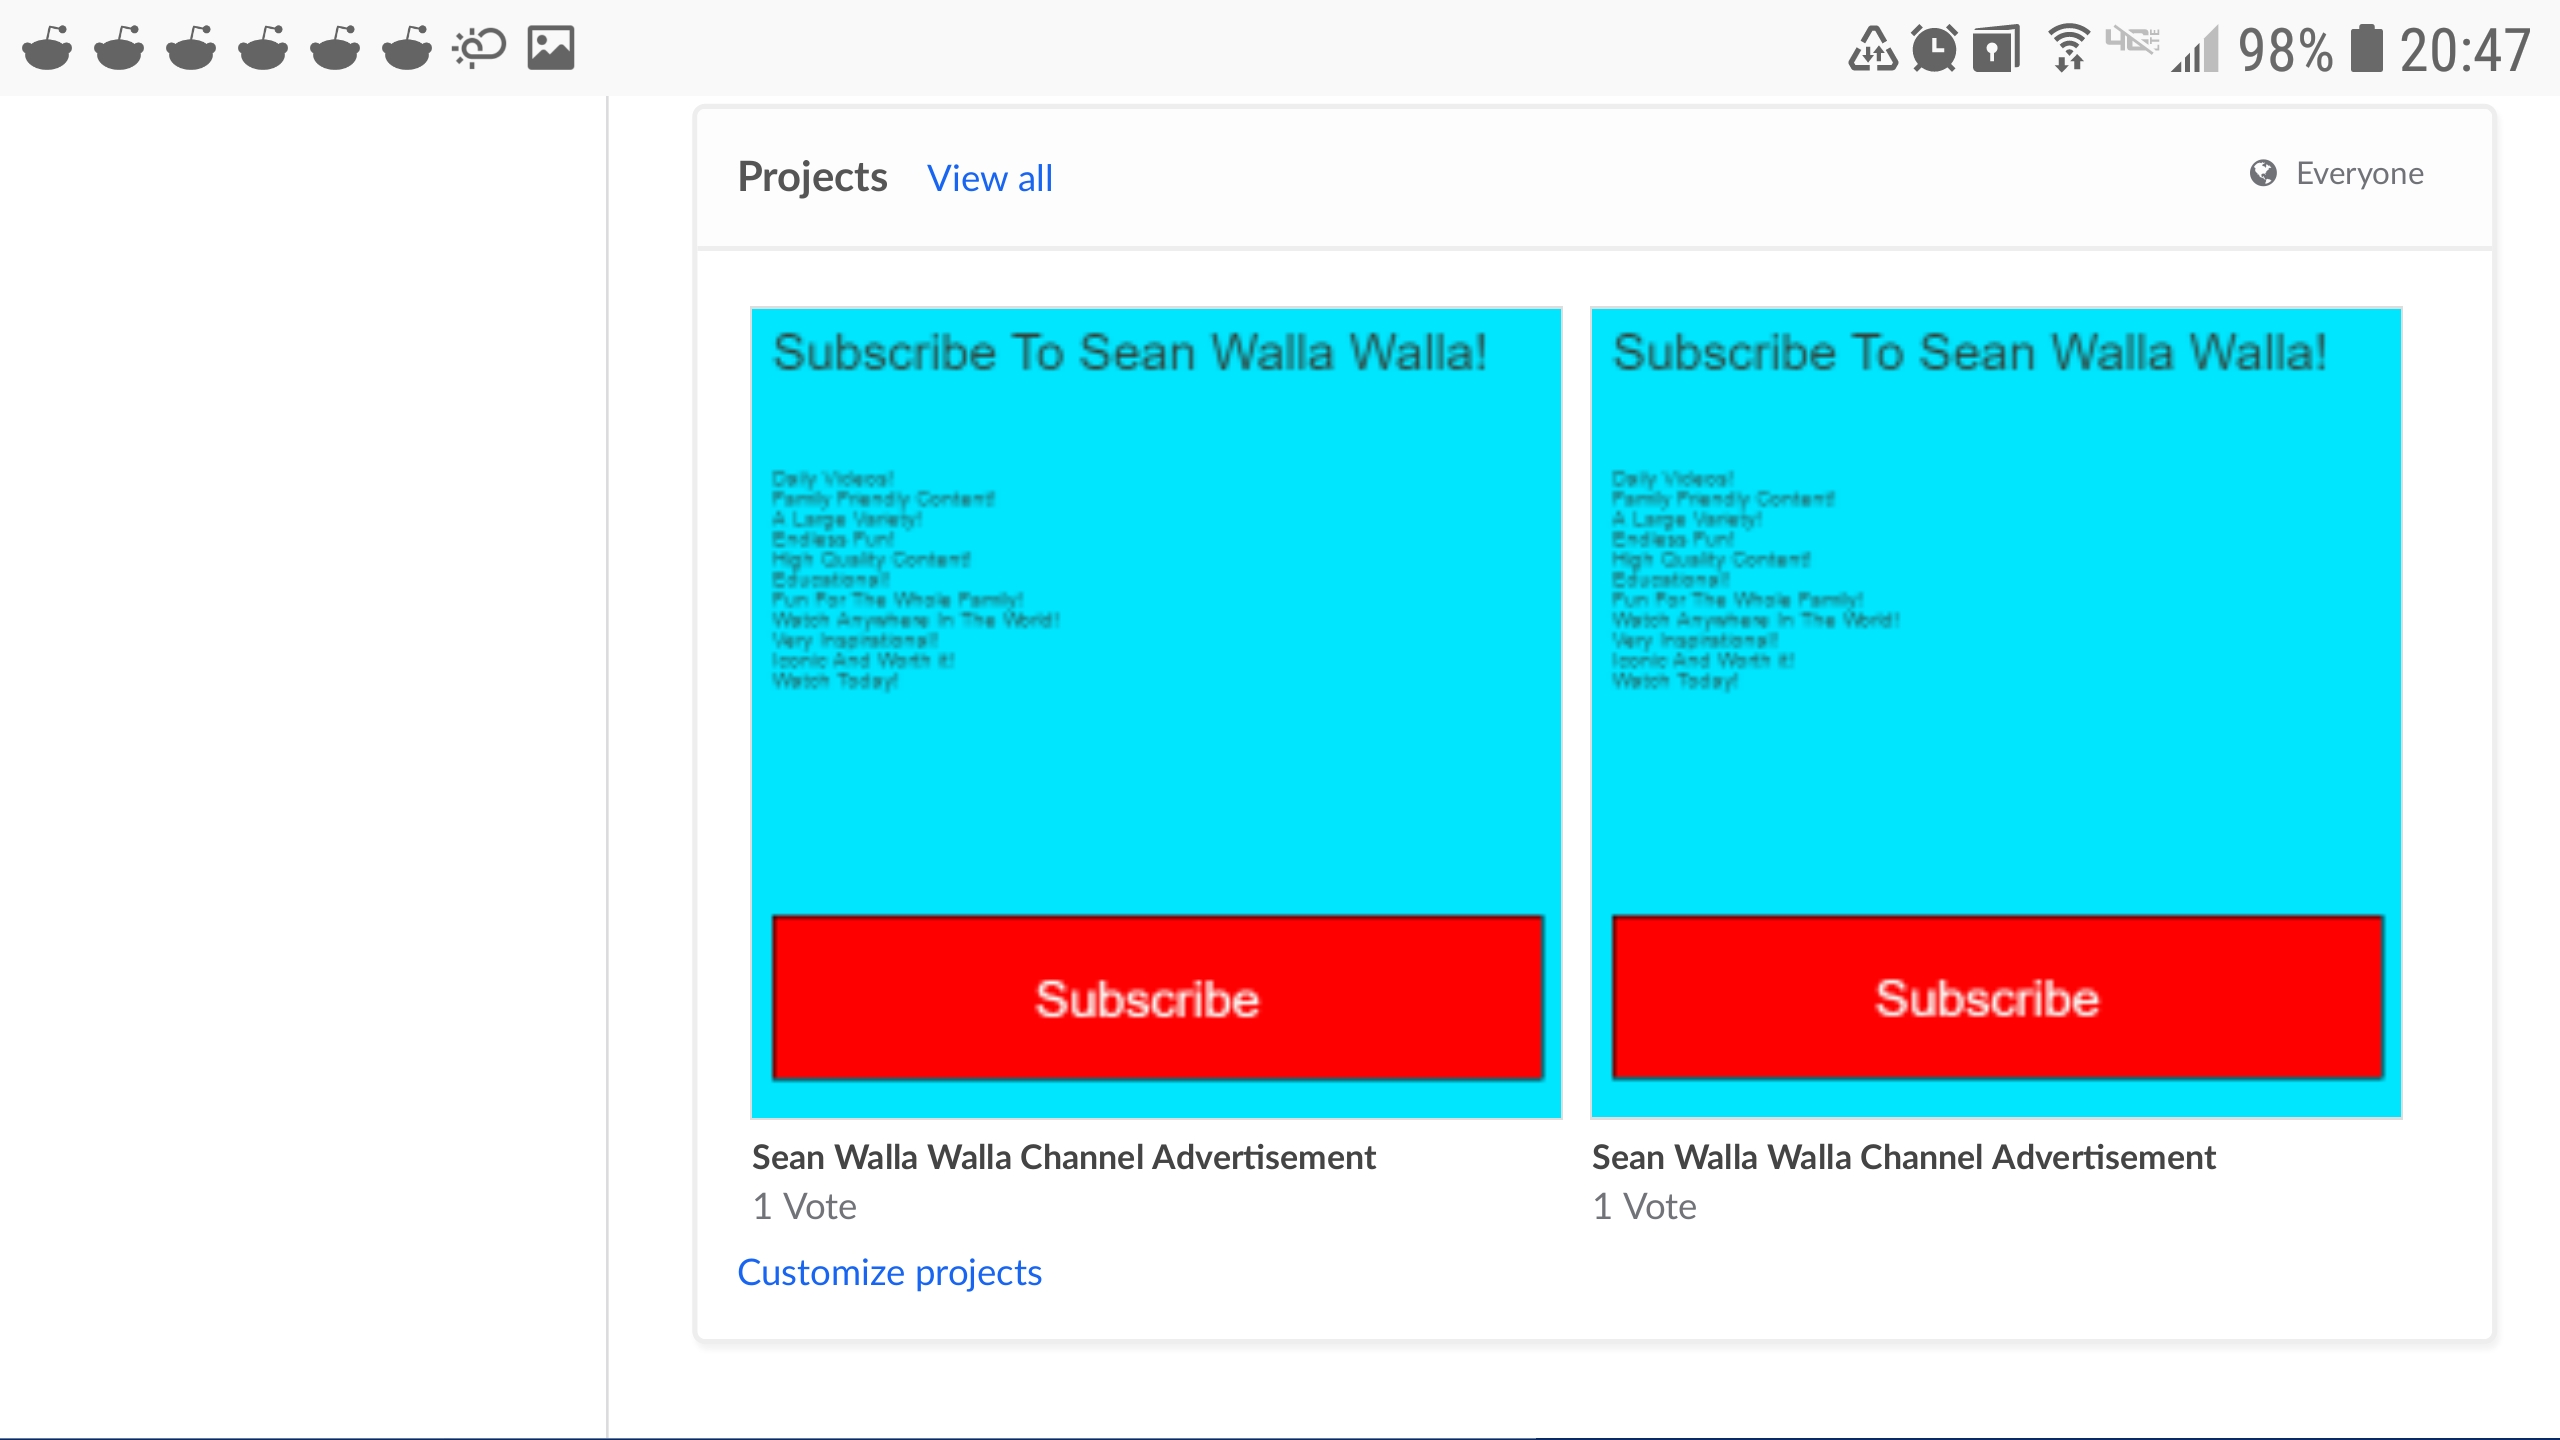 98% 20:47
Projects View all Everyone
Subscribe To Sean Walla Walla!
Daily Videos!
Family Friendly Content!
A Large Variety!
Endless Fun!
High Quality Content!
Educational!
Fun For The Whole Family!
Watch Anywhere In The World!
Very Inspirational!
Iconic And Worth It!
Watch Today!
Subscribe
Sean Walla Walla Channel Advertisement
1 Vote
Subscribe To Sean Walla Walla!
Daily Videos!
Family Friendly Content!
A Large Variety!
Endless Fun!
High Quality Content!
Educational!
Fun For The Whole Family!
Watch Anywhere In The World!
Very Inspirational!
Iconic And Worth It!
Watch Today!
Subscribe
Sean Walla Walla Channel Advertisement
1 Vote
Customize projects